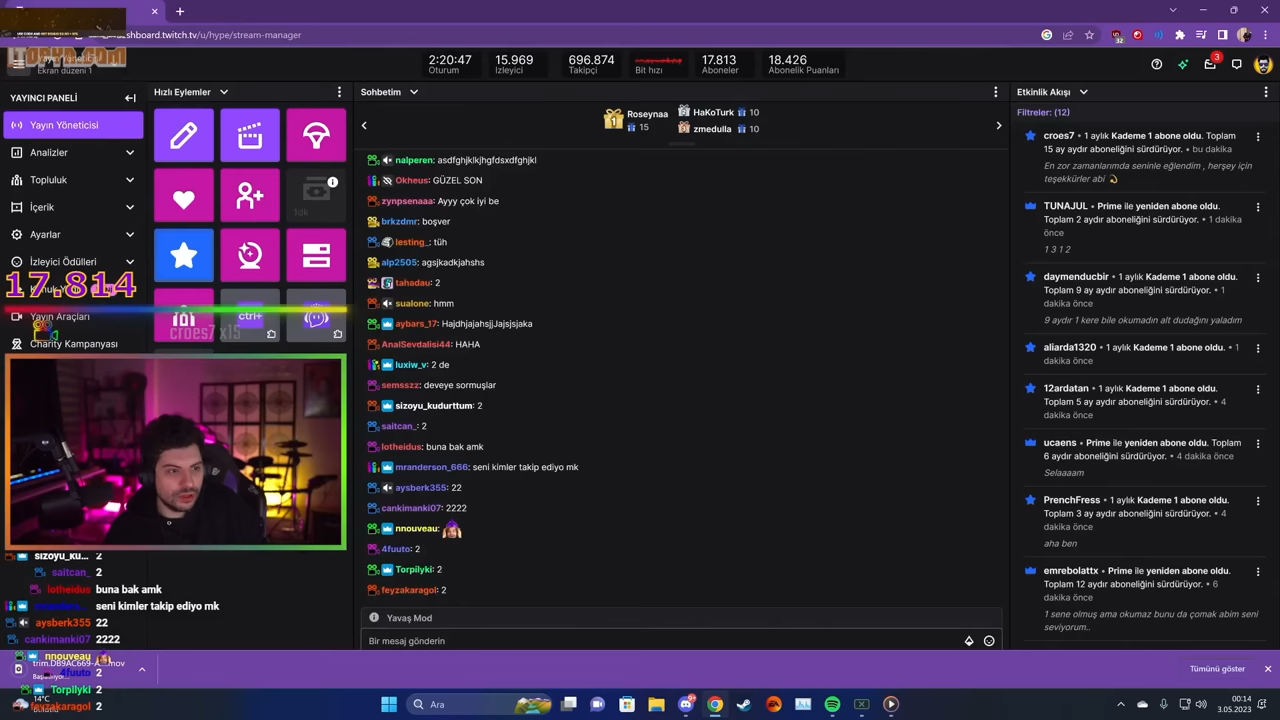 dashboard.twitch.tv/u/hype/stream-manager
Ekran düzeni 1
2:20:47
Oturum
15.969
İzleyici
696.874
Takipçi
Bit hızı
17.813
Aboneler
18.426
Abonelik Puanları
3
YAYINCI PANELİ
Yayın Yöneticisi
Analizler
Topluluk
İçerik
Ayarlar
İzleyici Ödülleri
17.814
Yayın Araçları
Charity Kampanyası
Hızlı Eylemler
1dk
ctrl+
croes7 x15
Sohbetim
Roseynaa
15
HaKoTurk 10
zmedulla 10
nalperen: asdfghjklkjhgfdsxdfghjkl
Okheus: GÜZEL SON
zynpsenaaa: Ayyy çok iyi be
brkzdmr: boşver
lesting_: tüh
alp2505: agsjkadkjahshs
tahadau: 2
sualone: hmm
aybars_17: HajdhjajahsjjJajsjsjaka
AnalSevdalisi44: HAHA
luxiw_v: 2 de
semsszz: deveye sormuşlar
sizoyu_kudurttum: 2
saitcan_: 2
lotheidus: buna bak amk
mranderson_666: seni kimler takip ediyo mk
aysberk355: 22
cankimanki07: 2222
nnouveau:
4fuuto: 2
Torpilyki: 2
feyzakaragol: 2
Yavaş Mod
Bir mesaj gönderin
Etkinlik Akışı
Filtreler: (12)
croes7 • 1 aylık Kademe 1 abone oldu. Toplam
15 ay aydır aboneliğini sürdürüyor. • bu dakika
En zor zamanlarımda seninle eğlendim , herşey için
teşekkürler abi
TUNAJUL • Prime ile yeniden abone oldu.
Toplam 2 aydır aboneliği sürdürüyor. • 1 dakika
önce
1 3 1 2
daymenducbir • 1 aylık Kademe 1 abone oldu.
Toplam 9 ay aydır aboneliğini sürdürüyor. • 1
dakika önce
9 aydır 1 kere bile okumadın alt dudağını yaladım
aliarda1320 • 1 aylık Kademe 1 abone oldu. • 1
dakika önce
12ardatan • 1 aylık Kademe 1 abone oldu.
Toplam 5 ay aydır aboneliğini sürdürüyor. • 4
dakika önce
ucaens • Prime ile yeniden abone oldu. Toplam
6 aydır aboneliği sürdürüyor. • 4 dakika önce
Selaaaam
PrenchFress • 1 aylık Kademe 1 abone oldu.
Toplam 3 ay aydır aboneliğini sürdürüyor. • 4
dakika önce
aha ben
emrebolattx • Prime ile yeniden abone oldu.
Toplam 12 aydır aboneliği sürdürüyor. • 6
dakika önce
1 sene olmuş ama okumaz bunu da çomak abim seni
seviyorum..
sizoyu_ku... 2
saitcan_ 2
lotheidus buna bak amk
seni kimler takip ediyo mk
aysberk355 22
cankimanki07 2222
nnouveau
4fuuto 2
Torpilyki 2
feyzakaragol 2
Tümünü göster
14°C
Ara
00:14
3.05.2023